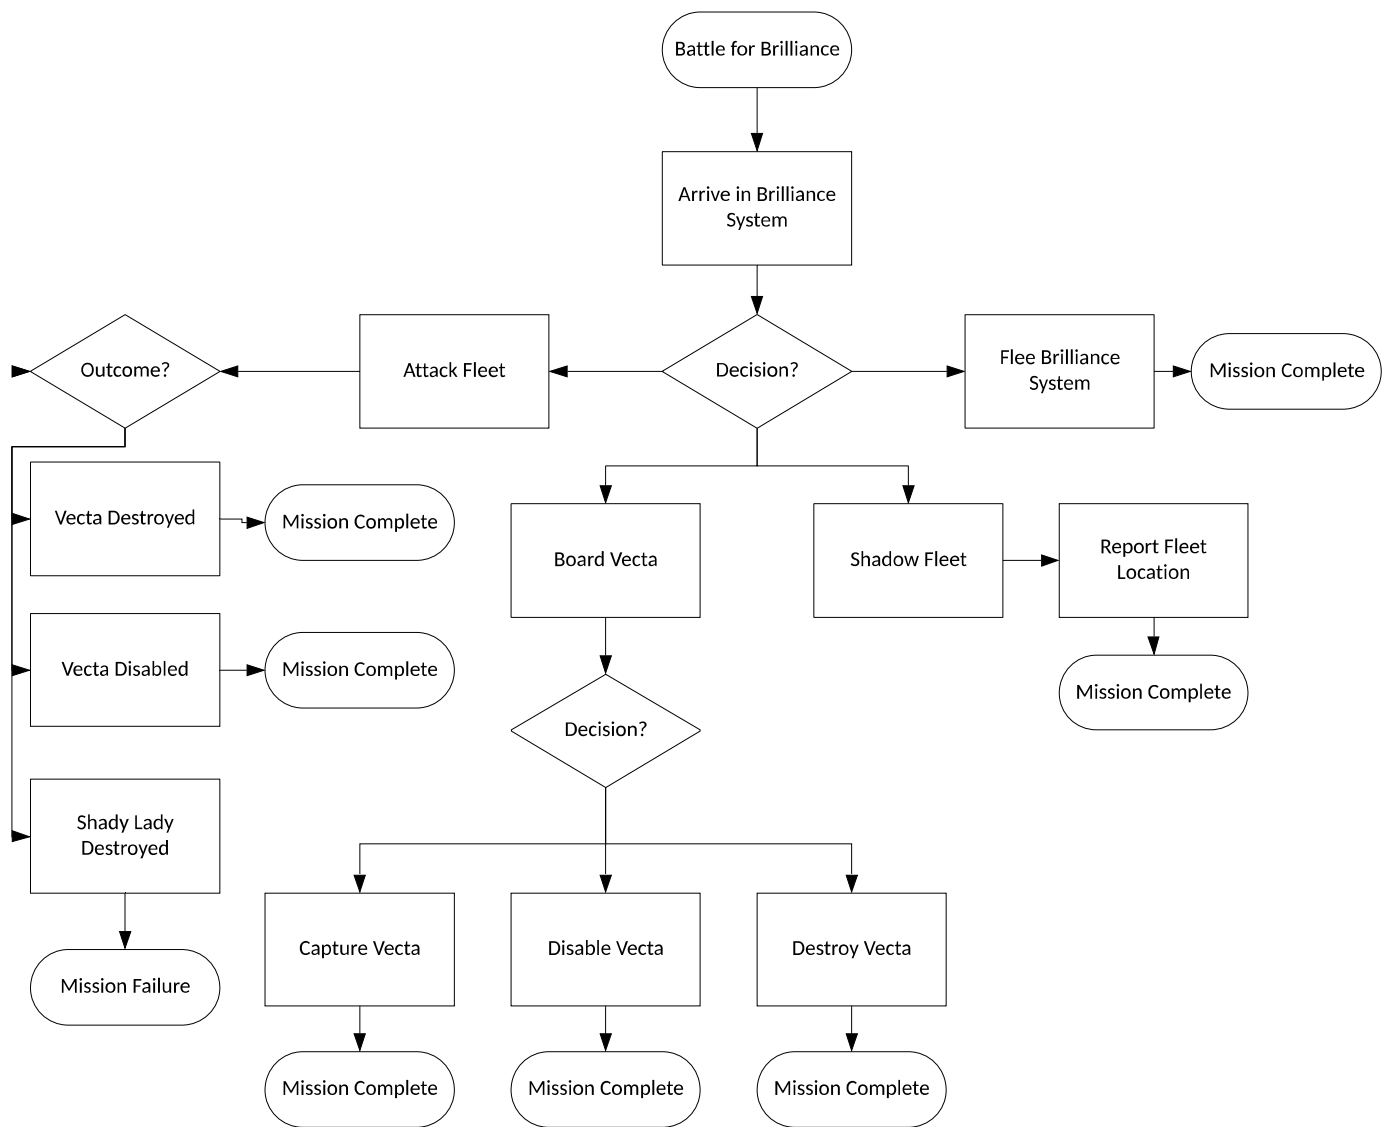 Battle for Brilliance
Arrive in Brilliance
System
Outcome?
Attack Fleet
Decision?
Flee Brilliance
System
Mission Complete
Vecta Destroyed
Mission Complete
Board Vecta
Shadow Fleet
Report Fleet
Location
Vecta Disabled
Mission Complete
Mission Complete
Decision?
Shady Lady
Destroyed
Capture Vecta
Disable Vecta
Destroy Vecta
Mission Failure
Mission Complete
Mission Complete
Mission Complete